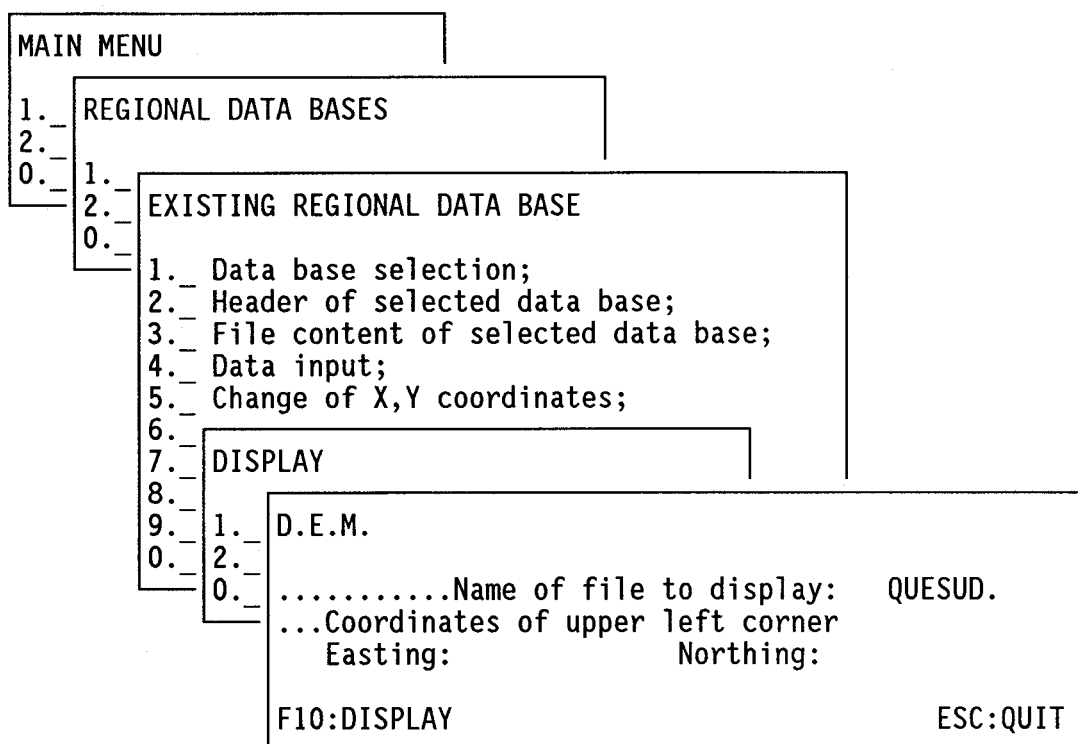 MAIN MENU
1._
2._
0._
REGIONAL DATA BASES
1._
2._
0._
EXISTING REGIONAL DATA BASE
1._ Data base selection;
2._ Header of selected data base;
3._ File content of selected data base;
4._ Data input;
5._ Change of X,Y coordinates;
6._
7._
8._
9._
0._
DISPLAY
1._
2._
0._
D.E.M.
...........Name of file to display: QUESUD.
...Coordinates of upper left corner
Easting: Northing:
F10:DISPLAY ESC:QUIT